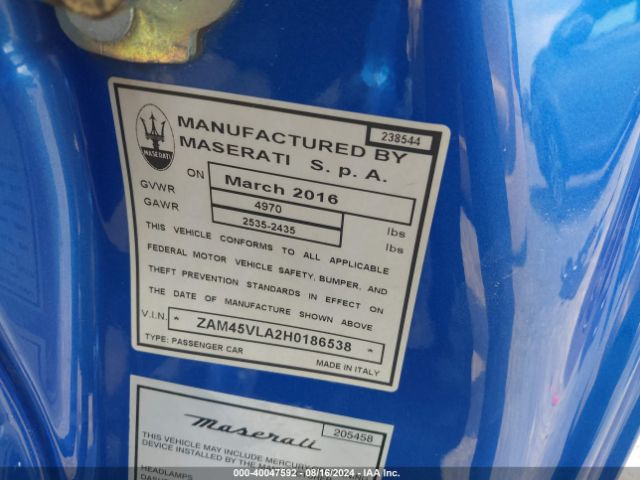 238544
MASERATI
MANUFACTURED BY
MASERATI S. p. A.
ON March 2016
GVWR 4970 lbs
GAWR 2535-2435 lbs
THIS VEHICLE CONFORMS TO ALL APPLICABLE
FEDERAL MOTOR VEHICLE SAFETY, BUMPER, AND
THEFT PREVENTION STANDARDS IN EFFECT ON
THE DATE OF MANUFACTURE SHOWN ABOVE
V.I.N. * ZAM45VLA2H0186538 *
TYPE: PASSENGER CAR MADE IN ITALY
Maserati 205458
THIS VEHICLE MAY INCLUDE MERCURY
DEVICE INSTALLED BY THE
HEADLAMPS
000-40047592 - 08/16/2024 - IAA Inc.